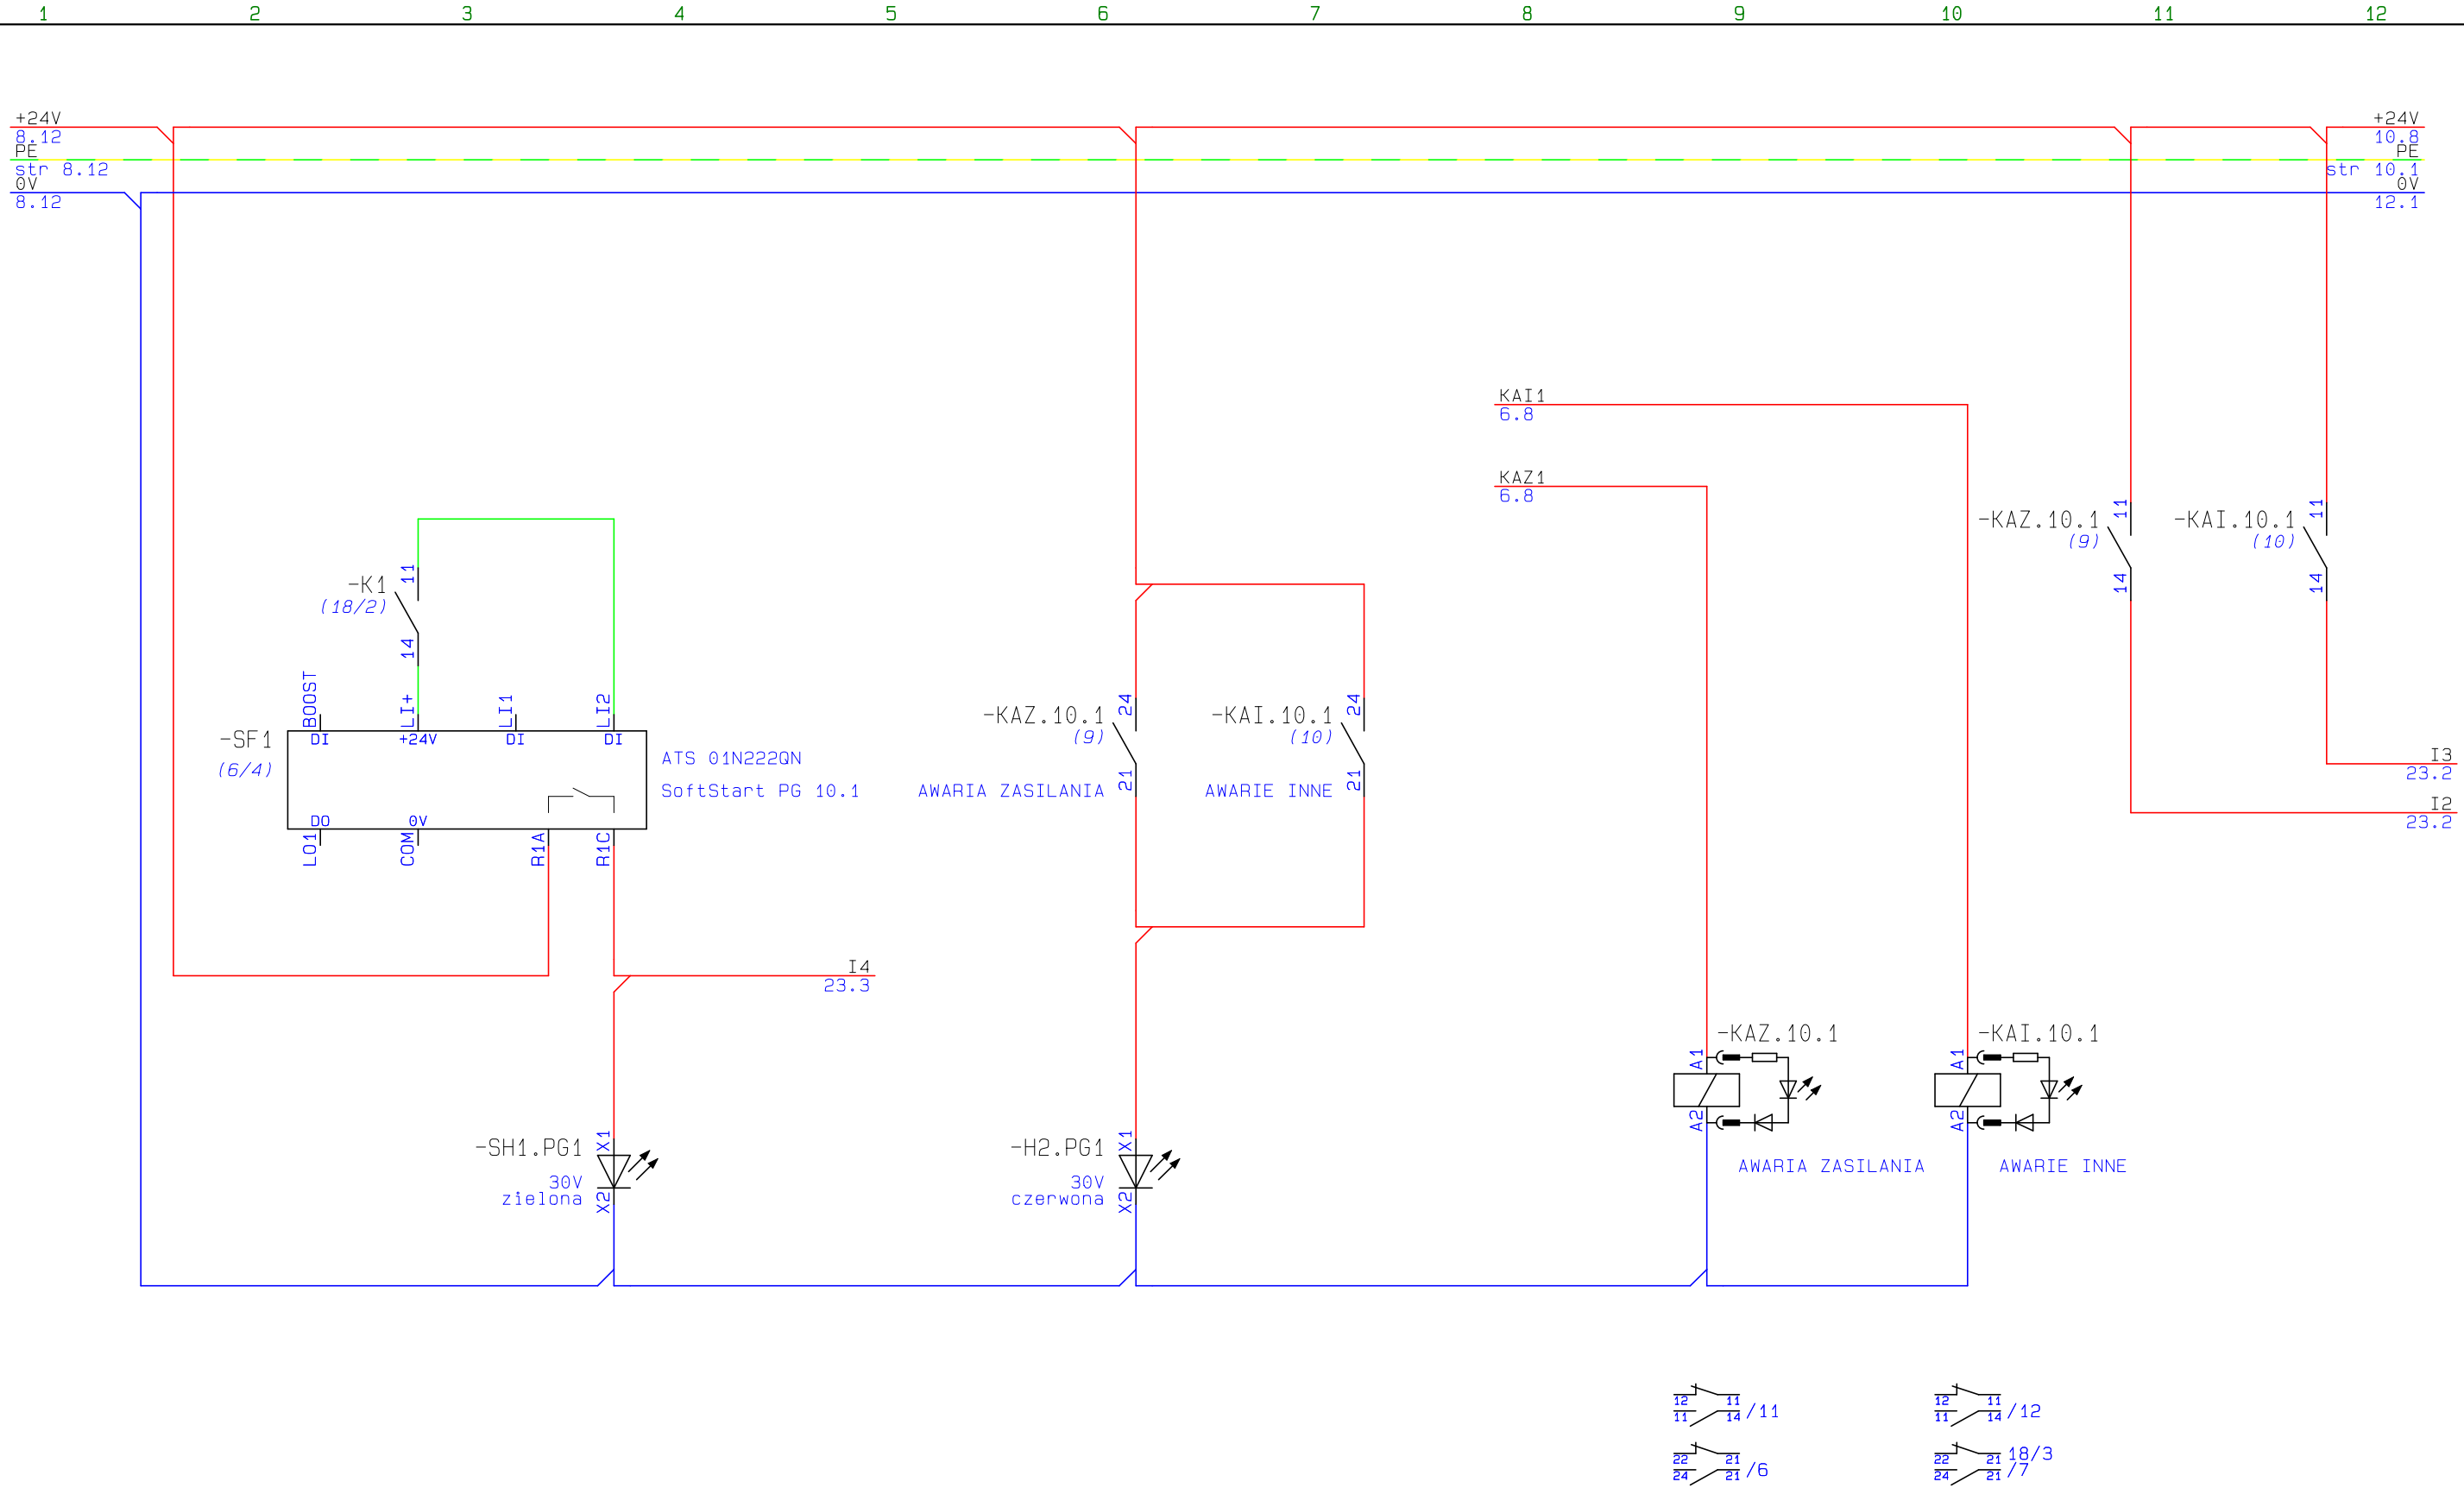 1 2 3 4 5 6 7 8 9 10 11 12
+24V
8.12
PE
str 8.12
0V
8.12
+24V
10.8
PE
str 10.1
0V
12.1
KAI1
6.8
KAZ1
6.8
-K1
(18/2)
11
14
-SF1
(6/4)
BOOST
LI+
LI1
LI2
DI
+24V
DI
DI
DO
0V
LO1
COM
R1A
R1C
ATS 01N222QN
SoftStart PG 10.1
I4
23.3
-SH1.PG1
30V
zielona
X1
X2
-KAZ.10.1
(9)
AWARIA ZASILANIA
24
21
-KAI.10.1
(10)
AWARIE INNE
24
21
-H2.PG1
30V
czerwona
X1
X2
-KAZ.10.1
A1
A2
AWARIA ZASILANIA
-KAI.10.1
A1
A2
AWARIE INNE
-KAZ.10.1
(9)
11
14
-KAI.10.1
(10)
11
14
I3
23.2
I2
23.2
12 11
11 14 /11
22 21
24 21 /6
12 11
11 14 /12
22 21 18/3
24 21 /7